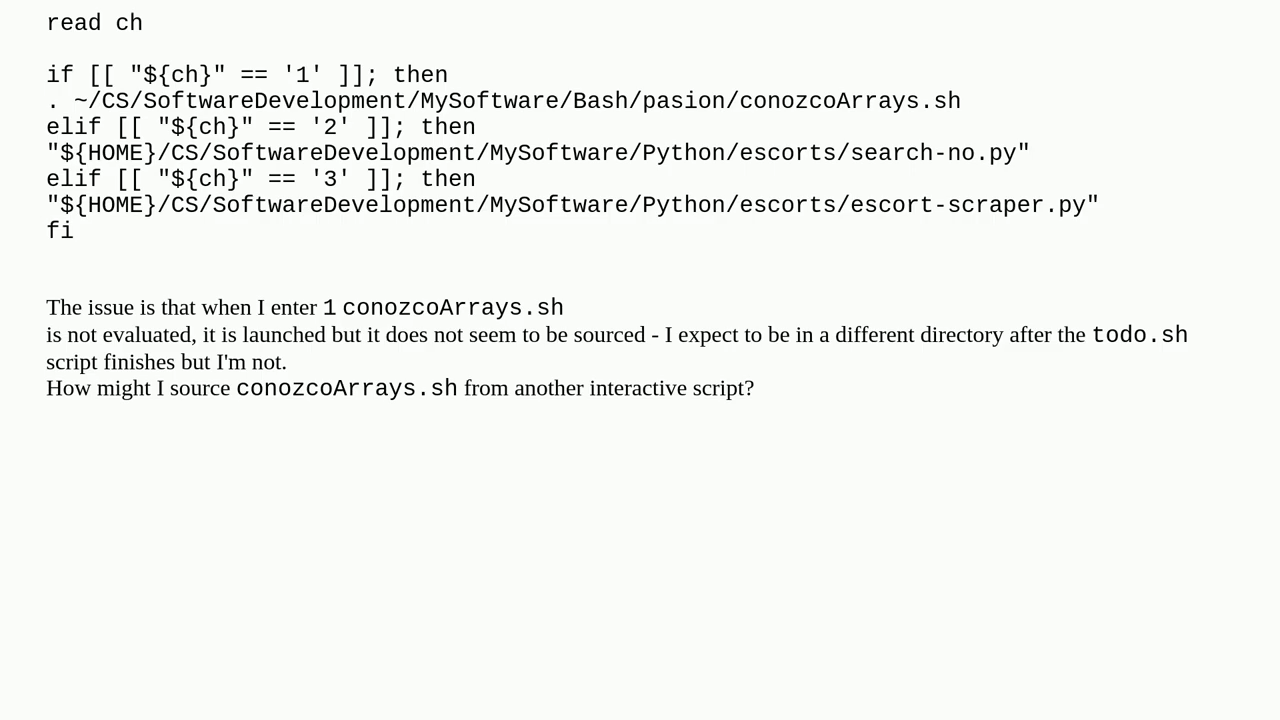 read ch
if [[ "${ch}" == '1' ]]; then
. ~/CS/SoftwareDevelopment/MySoftware/Bash/pasion/conozcoArrays.sh
elif [[ "${ch}" == '2' ]]; then
"${HOME}/CS/SoftwareDevelopment/MySoftware/Python/escorts/search-no.py"
elif [[ "${ch}" == '3' ]]; then
"${HOME}/CS/SoftwareDevelopment/MySoftware/Python/escorts/escort-scraper.py"
fi
The issue is that when I enter 1 conozcoArrays.sh
is not evaluated, it is launched but it does not seem to be sourced - I expect to be in a different directory after the todo.sh
script finishes but I'm not.
How might I source conozcoArrays.sh from another interactive script?